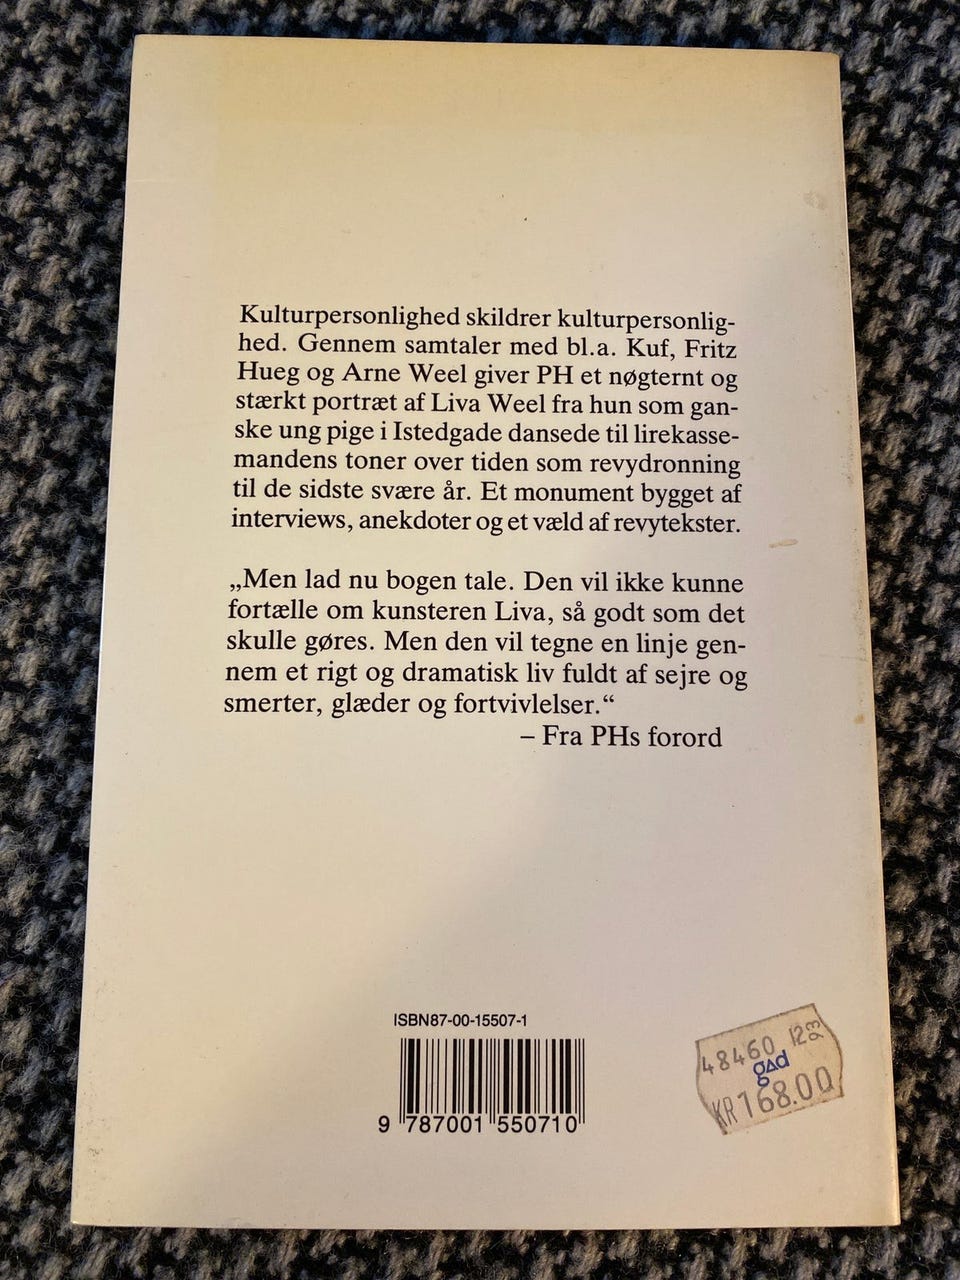 Kulturpersonlighed skildrer kulturpersonlig-
hed. Gennem samtaler med bl.a. Kuf, Fritz
Hueg og Arne Weel giver PH et nøgternt og
stærkt portræt af Liva Weel fra hun som gan-
ske ung pige i Istedgade dansede til lirekasse-
mandens toner over tiden som revydronning
til de sidste svære år. Et monument bygget af
interviews, anekdoter og et væld af revytekster.
„Men lad nu bogen tale. Den vil ikke kunne
fortælle om kunsteren Liva, så godt som det
skulle gøres. Men den vil tegne en linje gen-
nem et rigt og dramatisk liv fuldt af sejre og
smerter, glæder og fortvivlelser.“
– Fra PHs forord
ISBN87-00-15507-1
9 787001 550710
48460 12 23
gad
KR 168.00